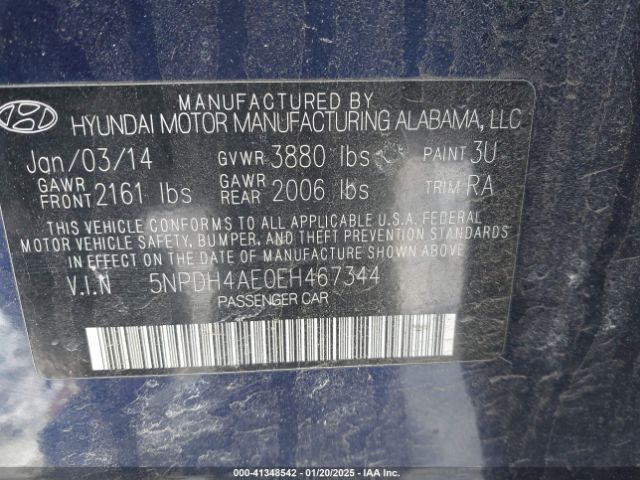 MANUFACTURED BY
HYUNDAI MOTOR MANUFACTURING ALABAMA, LLC
Jan/03/14 GVWR 3880 lbs PAINT 3U
GAWR FRONT 2161 lbs GAWR REAR 2006 lbs TRIM RA
THIS VEHICLE CONFORMS TO ALL APPLICABLE U.S.A. FEDERAL
MOTOR VEHICLE SAFETY, BUMPER, AND THEFT PREVENTION STANDARDS
IN EFFECT ON THE DATE OF MANUFACTURE SHOWN ABOVE.
V.I.N 5NPDH4AE0EH467344
PASSENGER CAR
000-41348542 - 01/20/2025 - IAA Inc.